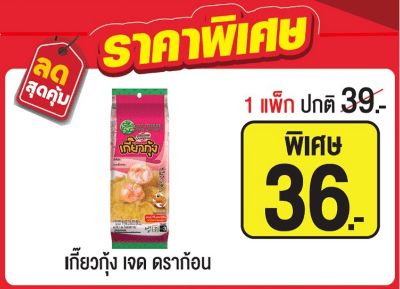 ราคาพิเศษ
ลด
สุดคุ้ม
1 แพ็ก ปกติ 39.-
พิเศษ
36.-
เกี๊ยวกุ้ง
เกี๊ยวกุ้ง เจด ดราก้อน